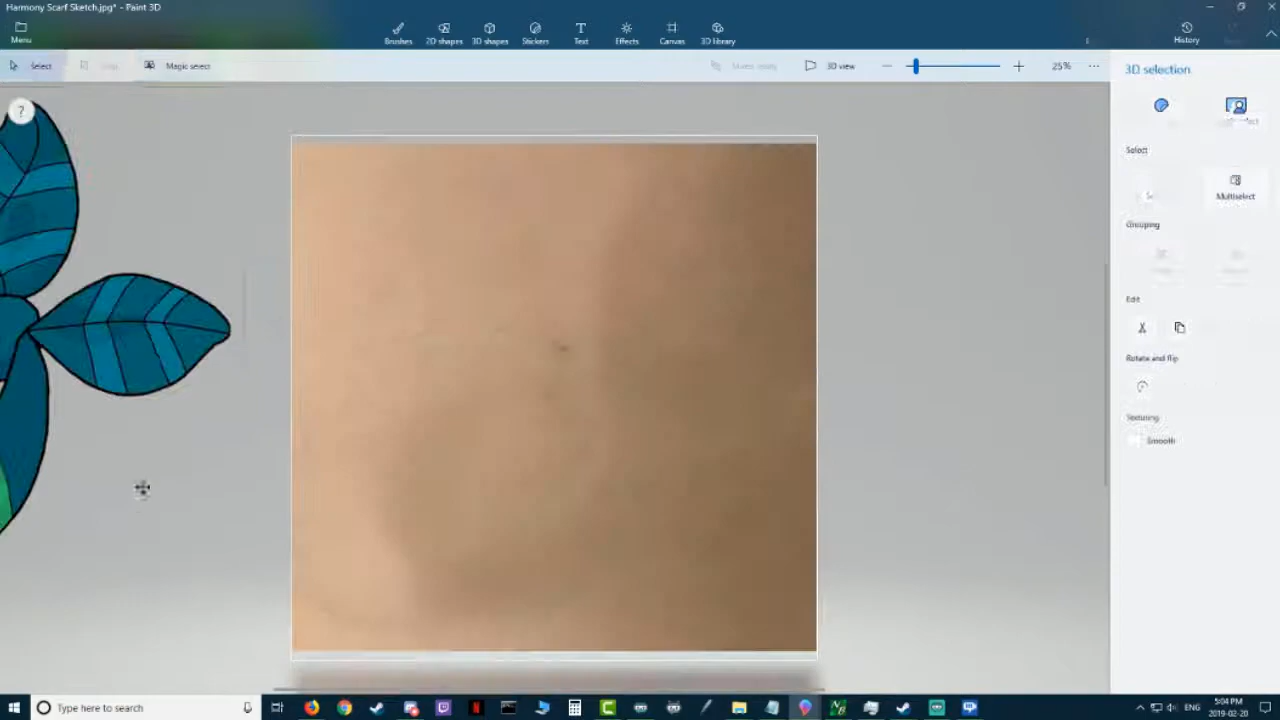 Harmony Scarf Sketch.jpg* - Paint 3D
Menu
Brushes
2D shapes
3D shapes
Stickers
Text
Effects
Canvas
3D library
History
Select
Magic select
3D view
25%
?
3D selection
Select
Multiselect
Grouping
Edit
Rotate and flip
Texturing
Smooth
Type here to search
ENG
5:04 PM
2019-02-20